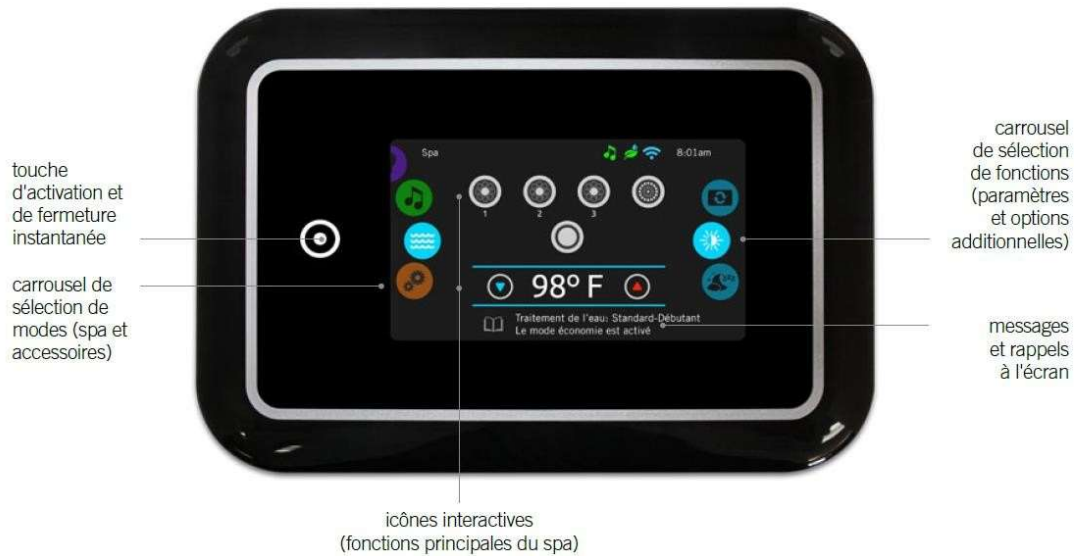 touche
d'activation et
de fermeture
instantanée
carrousel de
sélection de
modes (spa et
accessoires)
Spa
8:01am
1
2
3
98° F
Traitement de l'eau: Standard-Débutant
Le mode économie est activé
carrousel
de sélection
de fonctions
(paramètres
et options
additionnelles)
messages
et rappels
à l'écran
icônes interactives
(fonctions principales du spa)